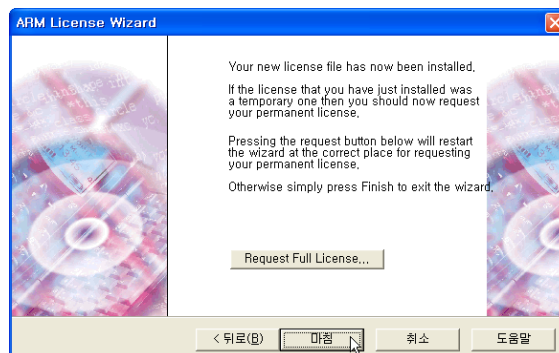 ARM License Wizard
Your new license file has now been installed.
If the license that you have just installed was
a temporary one then you should now request
your permanent license.
Pressing the request button below will restart
the wizard at the correct place for requesting
your permanent license.
Otherwise simply press Finish to exit the wizard.
Request Full License...
< 뒤로(B)
마침
취소
도움말